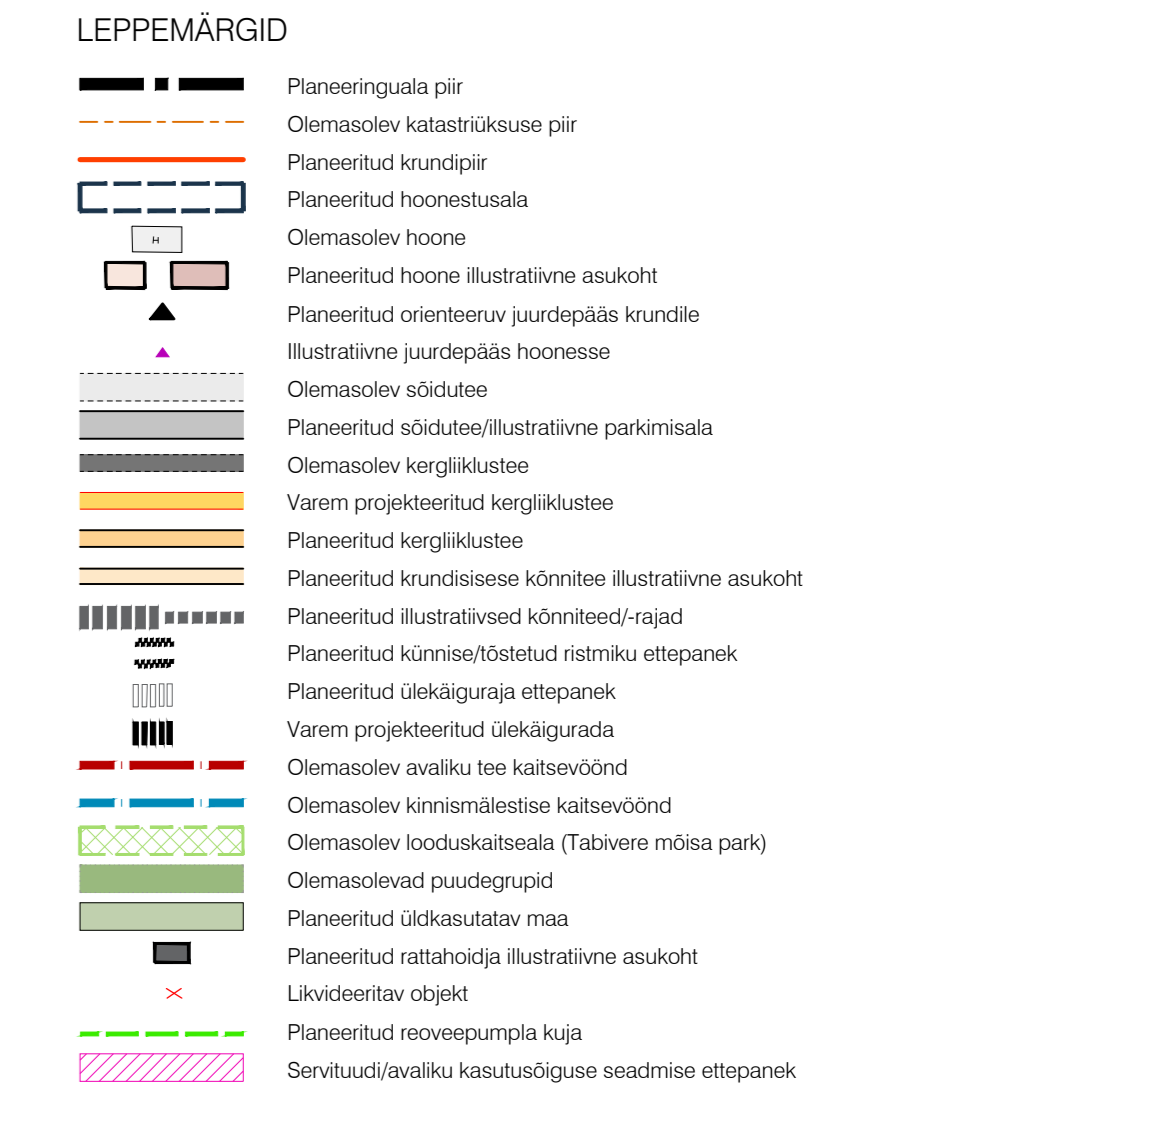 LEPPEMÄRGID
Planeeringuala piir
Olemasolev katastriüksuse piir
Planeeritud krundipiir
Planeeritud hoonestusala
H Olemasolev hoone
Planeeritud hoone illustratiivne asukoht
Planeeritud orienteeruv juurdepääs krundile
Illustratiivne juurdepääs hoonesse
Olemasolev sõidutee
Planeeritud sõidutee/illustratiivne parkimisala
Olemasolev kergliiklustee
Varem projekteeritud kergliiklustee
Planeeritud kergliiklustee
Planeeritud krundisisese kõnnitee illustratiivne asukoht
Planeeritud illustratiivsed kõnniteed/-rajad
Planeeritud künnise/tõstetud ristmiku ettepanek
Planeeritud ülekäiguraja ettepanek
Varem projekteeritud ülekäigurada
Olemasolev avaliku tee kaitsevöönd
Olemasolev kinnismälestise kaitsevöönd
Olemasolev looduskaitseala (Tabivere mõisa park)
Olemasolevad puudegrupid
Planeeritud üldkasutatav maa
Planeeritud rattahoidja illustratiivne asukoht
Likvideeritav objekt
Planeeritud reoveepumpla kuja
Servituudi/avaliku kasutusõiguse seadmise ettepanek